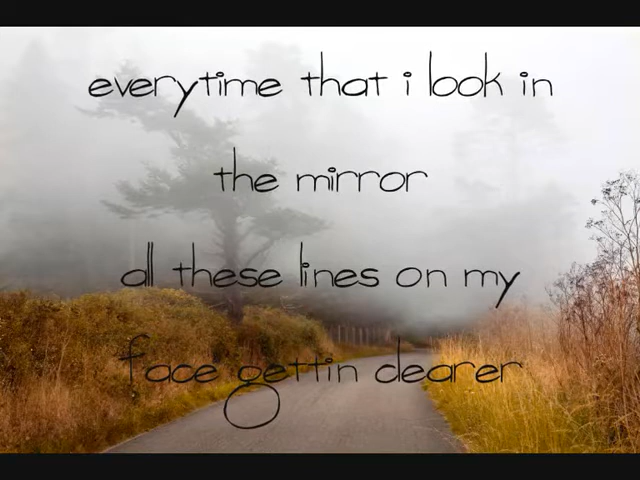 everytime that i look in
the mirror
all these lines on my
face gettin clearer